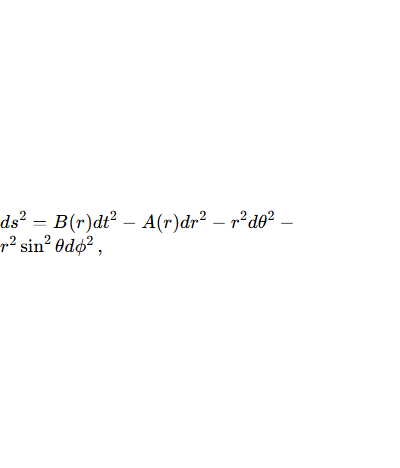 ds² = B(r)dt² − A(r)dr² − r²dθ² −
r² sin² θdϕ² ,